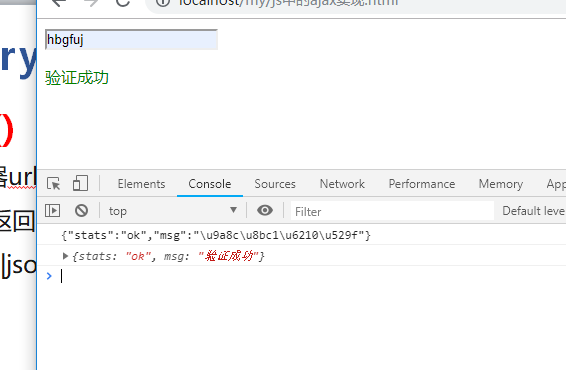 localhost/my/js中的ajax实现.html
ry
hbgfuj
验证成功
()
器url
返回
jso
Elements Console Sources Network Performance Memory App
top Filter Default leve
{"stats":"ok","msg":"\u9a8c\u8bc1\u6210\u529f"}
{stats: "ok", msg: "验证成功"}